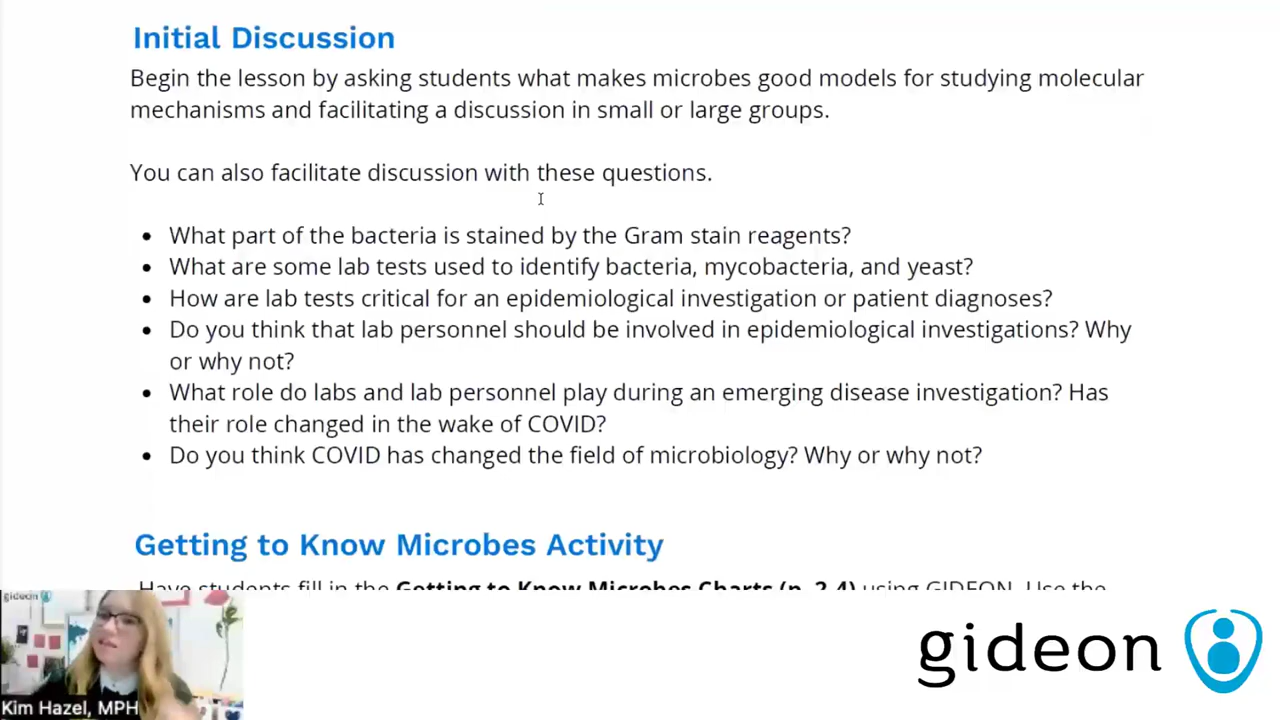 Initial Discussion
Begin the lesson by asking students what makes microbes good models for studying molecular
mechanisms and facilitating a discussion in small or large groups.
You can also facilitate discussion with these questions.
• What part of the bacteria is stained by the Gram stain reagents?
• What are some lab tests used to identify bacteria, mycobacteria, and yeast?
• How are lab tests critical for an epidemiological investigation or patient diagnoses?
• Do you think that lab personnel should be involved in epidemiological investigations? Why
or why not?
• What role do labs and lab personnel play during an emerging disease investigation? Has
their role changed in the wake of COVID?
• Do you think COVID has changed the field of microbiology? Why or why not?
Getting to Know Microbes Activity
Have students fill in the Getting to Know Microbes Charts (p. 2-4) using GIDEON. Use the
gideon
Kim Hazel, MPH
gideon